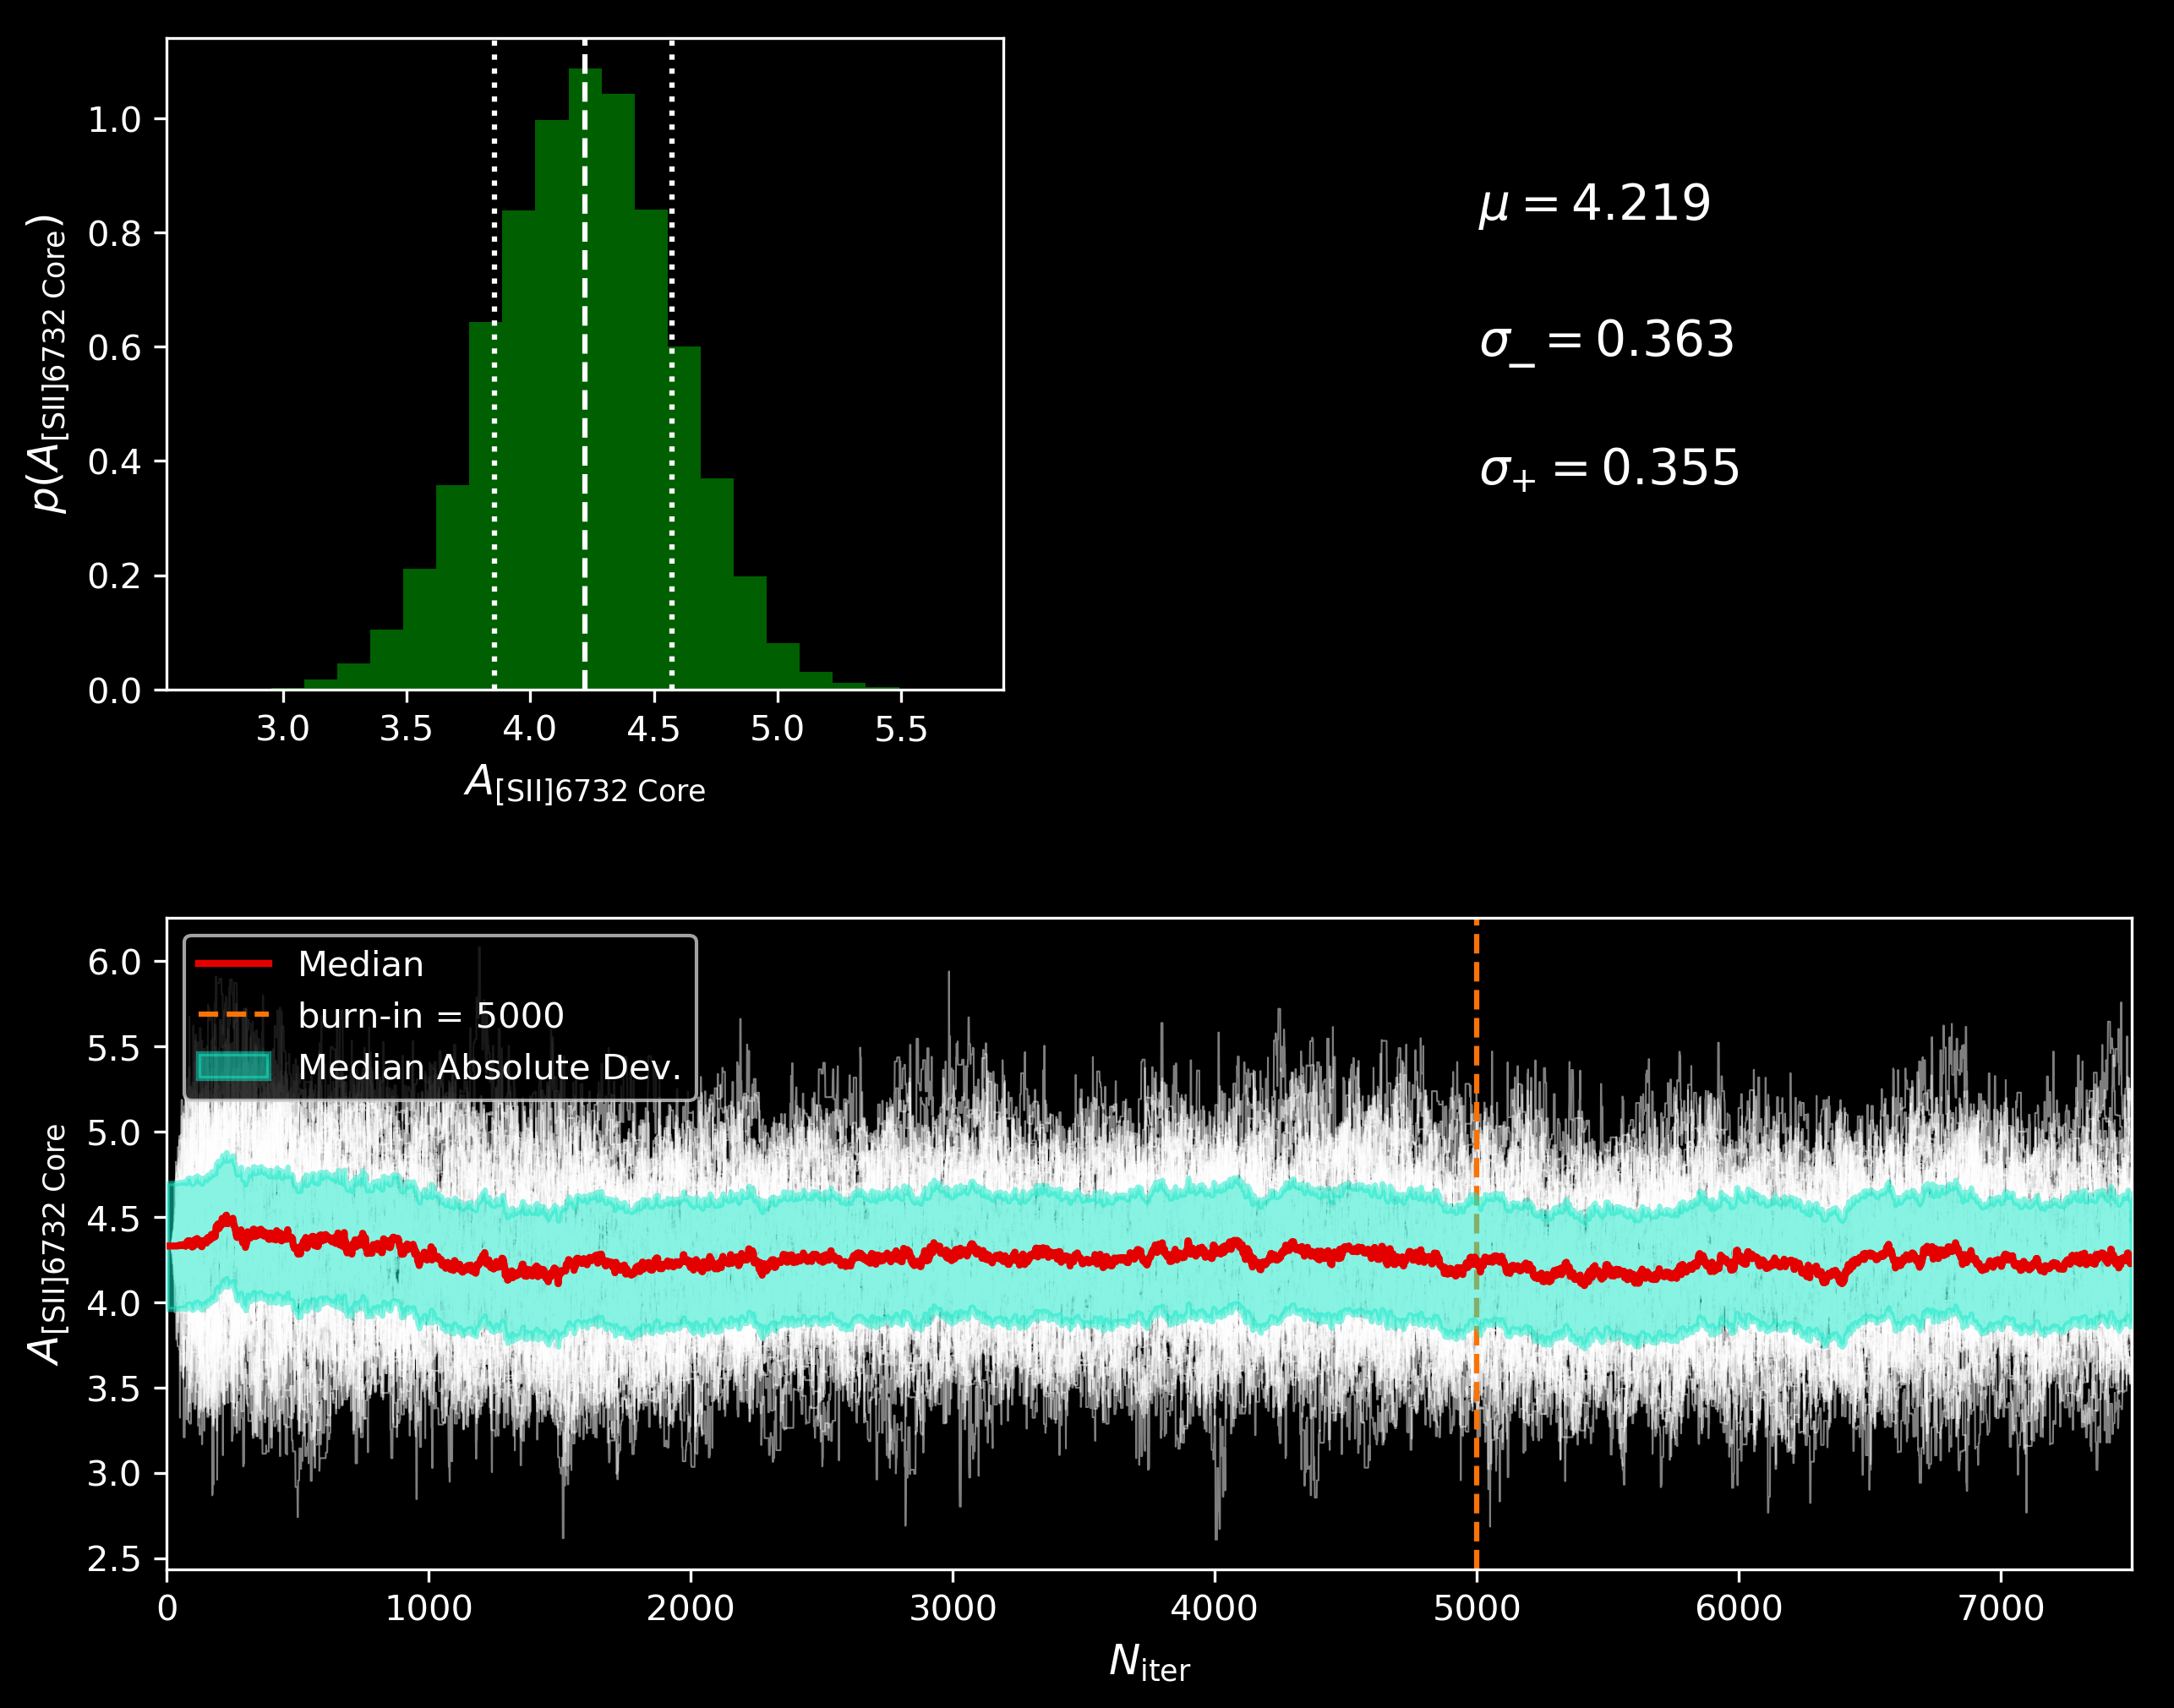 p(A[SII]6732 Core)
1.0
0.8
0.6
0.4
0.2
0.0
3.0 3.5 4.0 4.5 5.0 5.5
A[SII]6732 Core
μ = 4.219
σ− = 0.363
σ+ = 0.355
A[SII]6732 Core
6.0
5.5
5.0
4.5
4.0
3.5
3.0
2.5
Median
burn-in = 5000
Median Absolute Dev.
0 1000 2000 3000 4000 5000 6000 7000
Niter